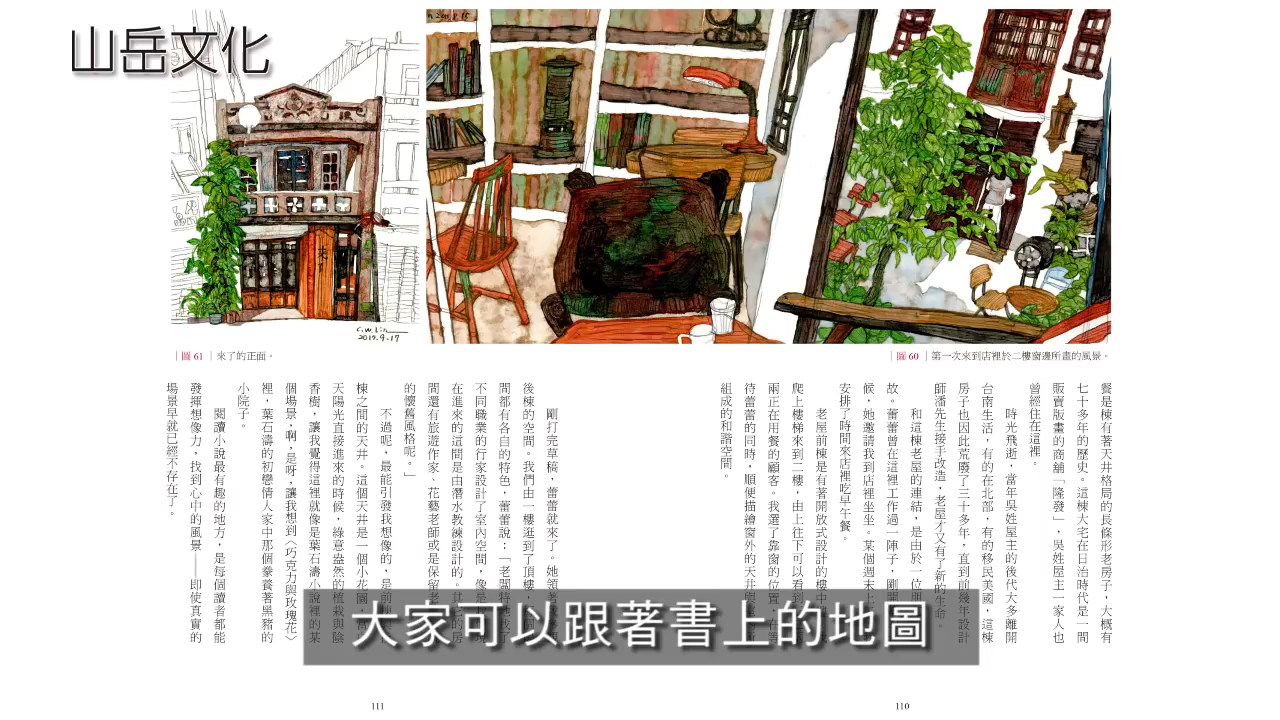 山岳文化
C.W.Lin
2017.9.17
｜圖 61｜來了的正面。
｜圖 60｜第一次來到店裡於二樓窗邊所畫的風景。
餐是棟有著天井格局的長條形老房子，大概有
七十多年的歷史。這棟大宅在日治時代是一間
販賣版畫的商舖「隆發」，吳姓屋主一家人也
曾經住在這裡。
時光飛逝，當年吳姓屋主的後代大多離開
台南生活，有的在北部，有的移民美國，這棟
房子也因此荒廢了三十多年，直到前幾年設計
師潘先生接手改造，老屋才又有了新的生命。
和這棟老屋的連結，是由於一位朋
故。蕾蕾曾在這裡工作過一陣子，剛開
候，她邀請我到店裡坐坐。某個週末上
安排了時間來店裡吃早午餐。
老屋前棟是有著開放式設計的樓中
爬上樓梯來到二樓，由上往下可以看到
兩正在用餐的顧客。我選了靠窗的位置，在等
待蕾蕾的同時，順便描繪窗外的天井
組成的和諧空間。
剛打完草稿，蕾蕾就來了。她領著我
後棟的空間。我們由一樓逛到了頂樓，
間都有各自的特色，蕾蕾說：「老闆特地找了
不同職業的行家設計了室內空間，像是
在進來的這間是由潛水教練設計的。其他的房
間還有旅遊作家、花藝老師或是保留老
的懷舊風格呢。」
不過呢，最能引發我想像的，是前棟
棟之間的天井。這個天井是一個小花園，
天陽光直接進來的時候，綠意盎然的植栽與陰
香樹，讓我覺得這裡就像是葉石濤小說裡的某
個場景，啊，是呀，讓我想到〈巧克力與玫瑰花〉
裡，葉石濤的初戀情人家中那個豢養著黑豬的
小院子。
閱讀小說最有趣的地方，是每個讀者都能
發揮想像力，找到心中的風景——即使真實的
場景早就已經不存在了。
大家可以跟著書上的地圖
111
110